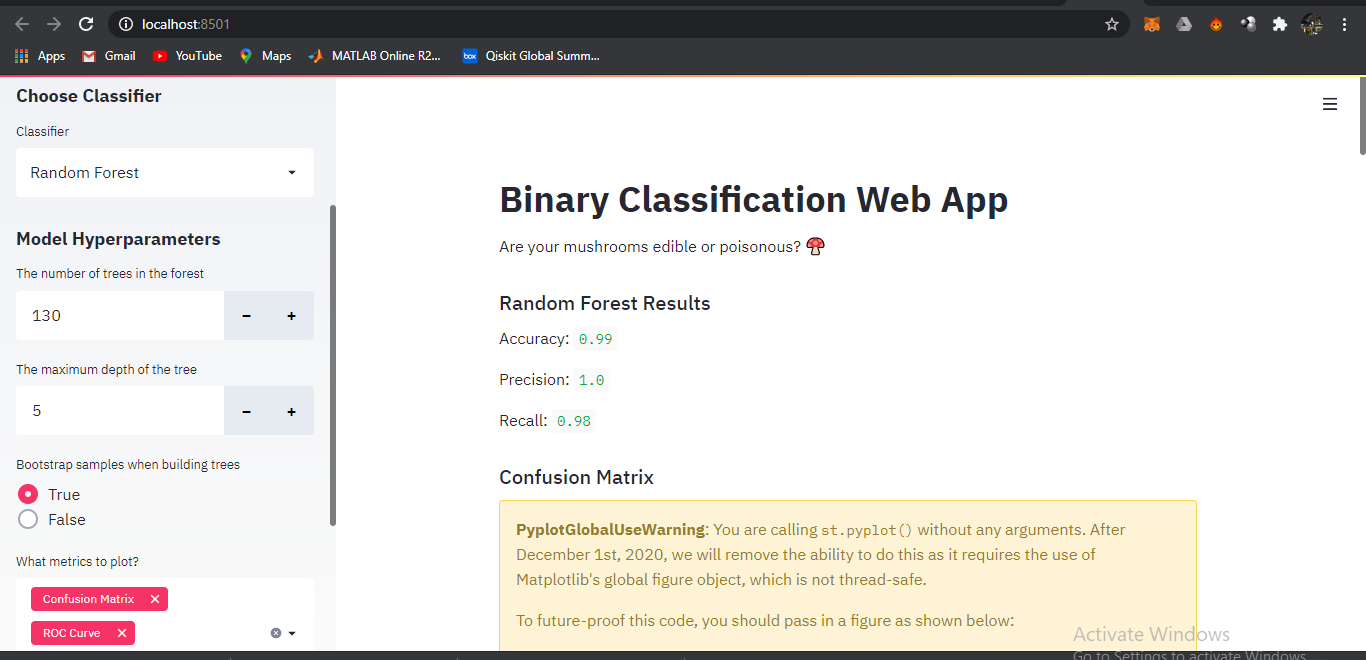 localhost:8501
Apps Gmail YouTube Maps MATLAB Online R2... box Qiskit Global Summ...
Choose Classifier
Classifier
Random Forest
Model Hyperparameters
The number of trees in the forest
130 - +
The maximum depth of the tree
5 - +
Bootstrap samples when building trees
True
False
What metrics to plot?
Confusion Matrix ×
ROC Curve ×
Binary Classification Web App
Are your mushrooms edible or poisonous? 🍄
Random Forest Results
Accuracy: 0.99
Precision: 1.0
Recall: 0.98
Confusion Matrix
PyplotGlobalUseWarning: You are calling st.pyplot() without any arguments. After
December 1st, 2020, we will remove the ability to do this as it requires the use of
Matplotlib's global figure object, which is not thread-safe.
To future-proof this code, you should pass in a figure as shown below:
Activate Windows
Go to Settings to activate Windows.